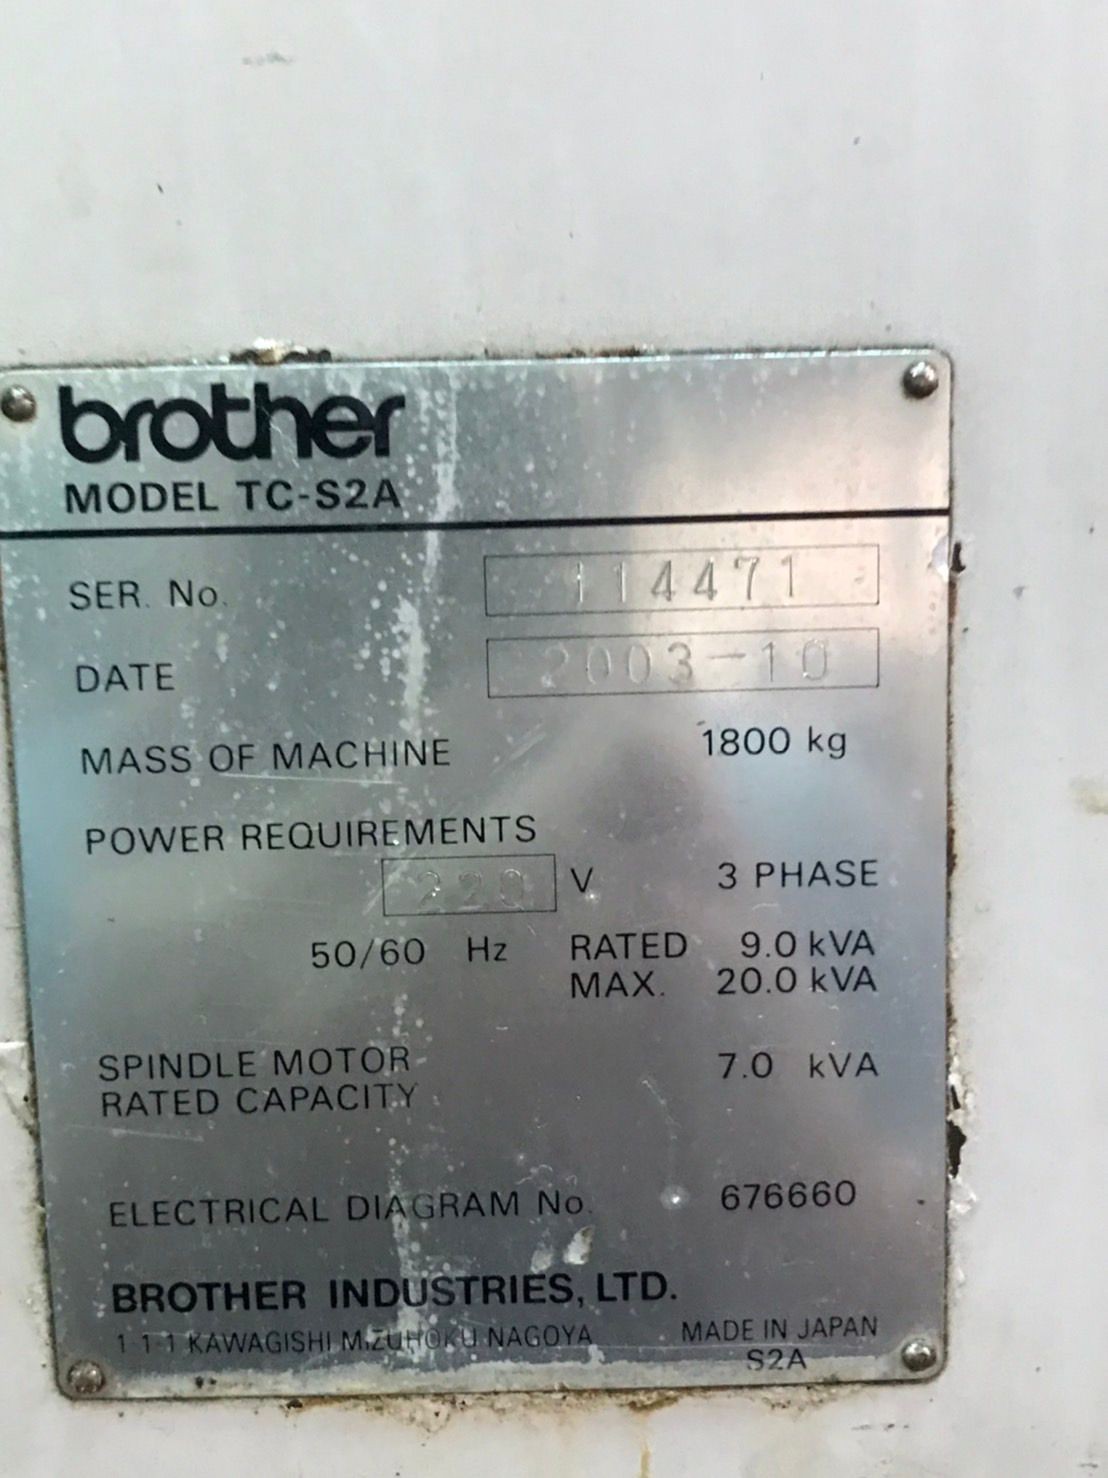 brother
MODEL TC-S2A
SER. No. 114471
DATE 2003-10
MASS OF MACHINE 1800 kg
POWER REQUIREMENTS
220 V 3 PHASE
50/60 Hz RATED 9.0 kVA
MAX. 20.0 kVA
SPINDLE MOTOR 7.0 kVA
RATED CAPACITY
ELECTRICAL DIAGRAM No. 676660
BROTHER INDUSTRIES, LTD.
1-1-1 KAWAGISHI MIZUHOKU NAGOYA MADE IN JAPAN
S2A